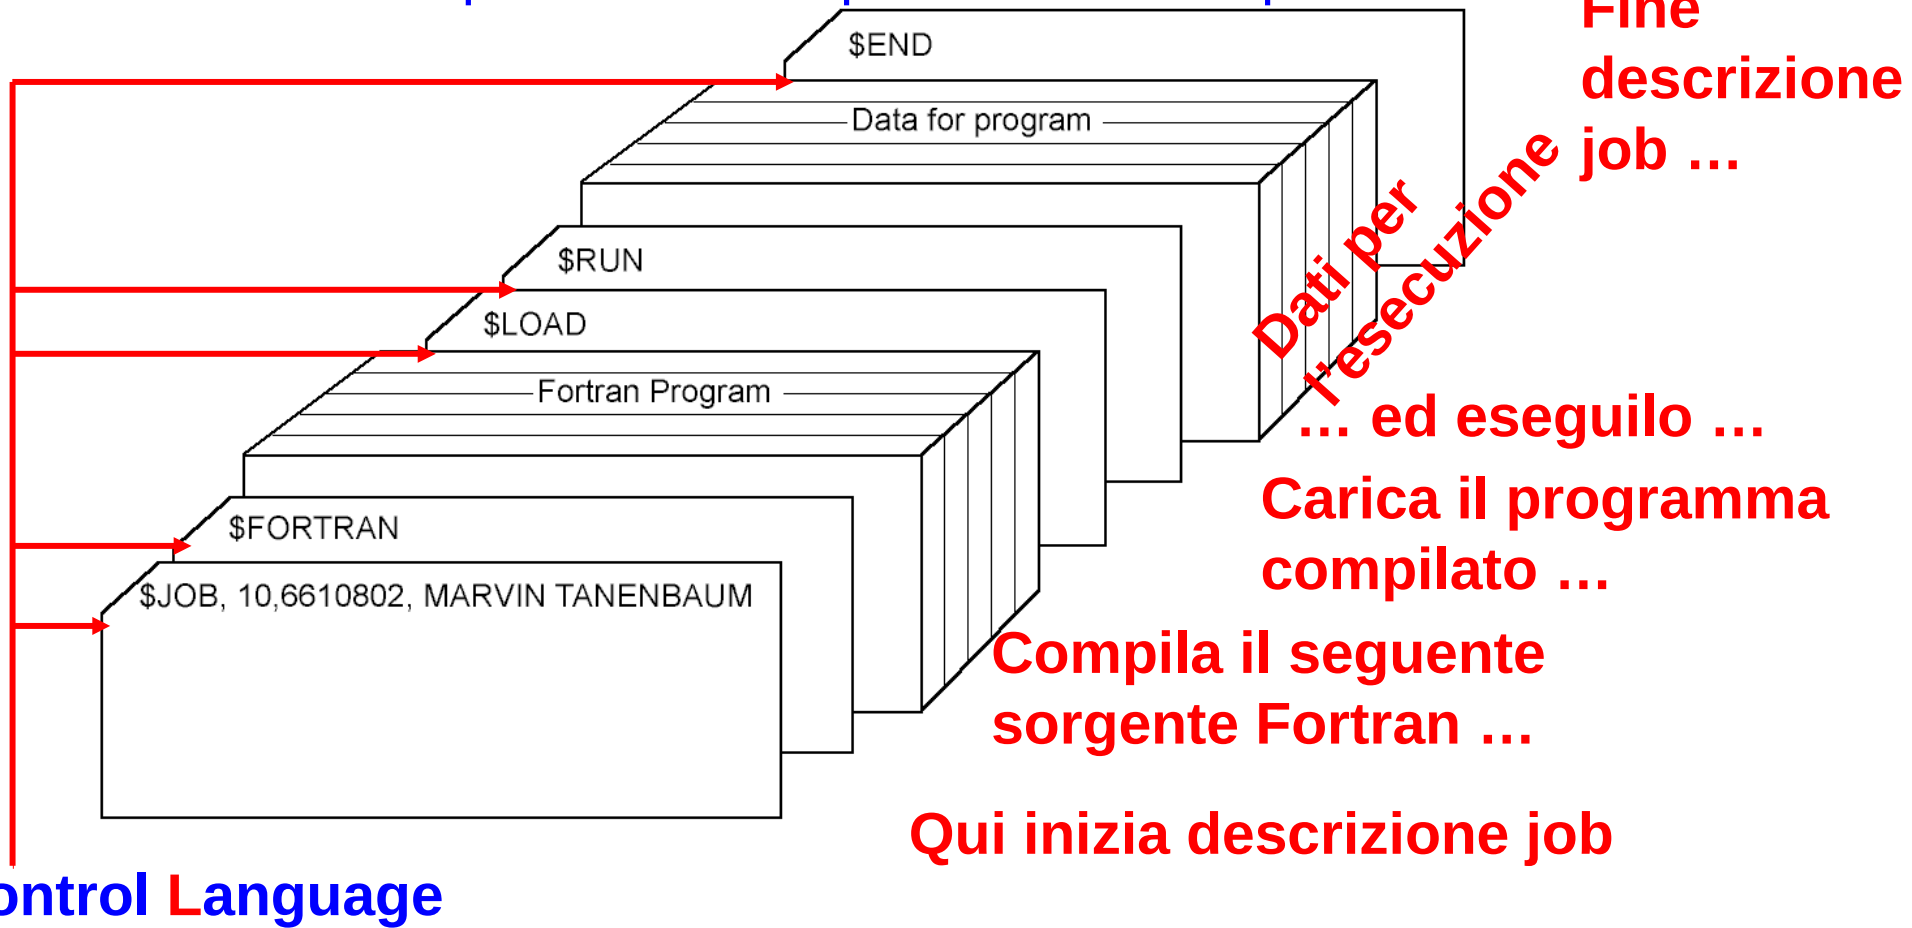 Fine
descrizione
job …
$END
Data for program
Dati per
l'esecuzione
$RUN
$LOAD
… ed eseguilo …
Fortran Program
Carica il programma
compilato …
$FORTRAN
$JOB, 10,6610802, MARVIN TANENBAUM
Compila il seguente
sorgente Fortran …
Qui inizia descrizione job
ontrol Language